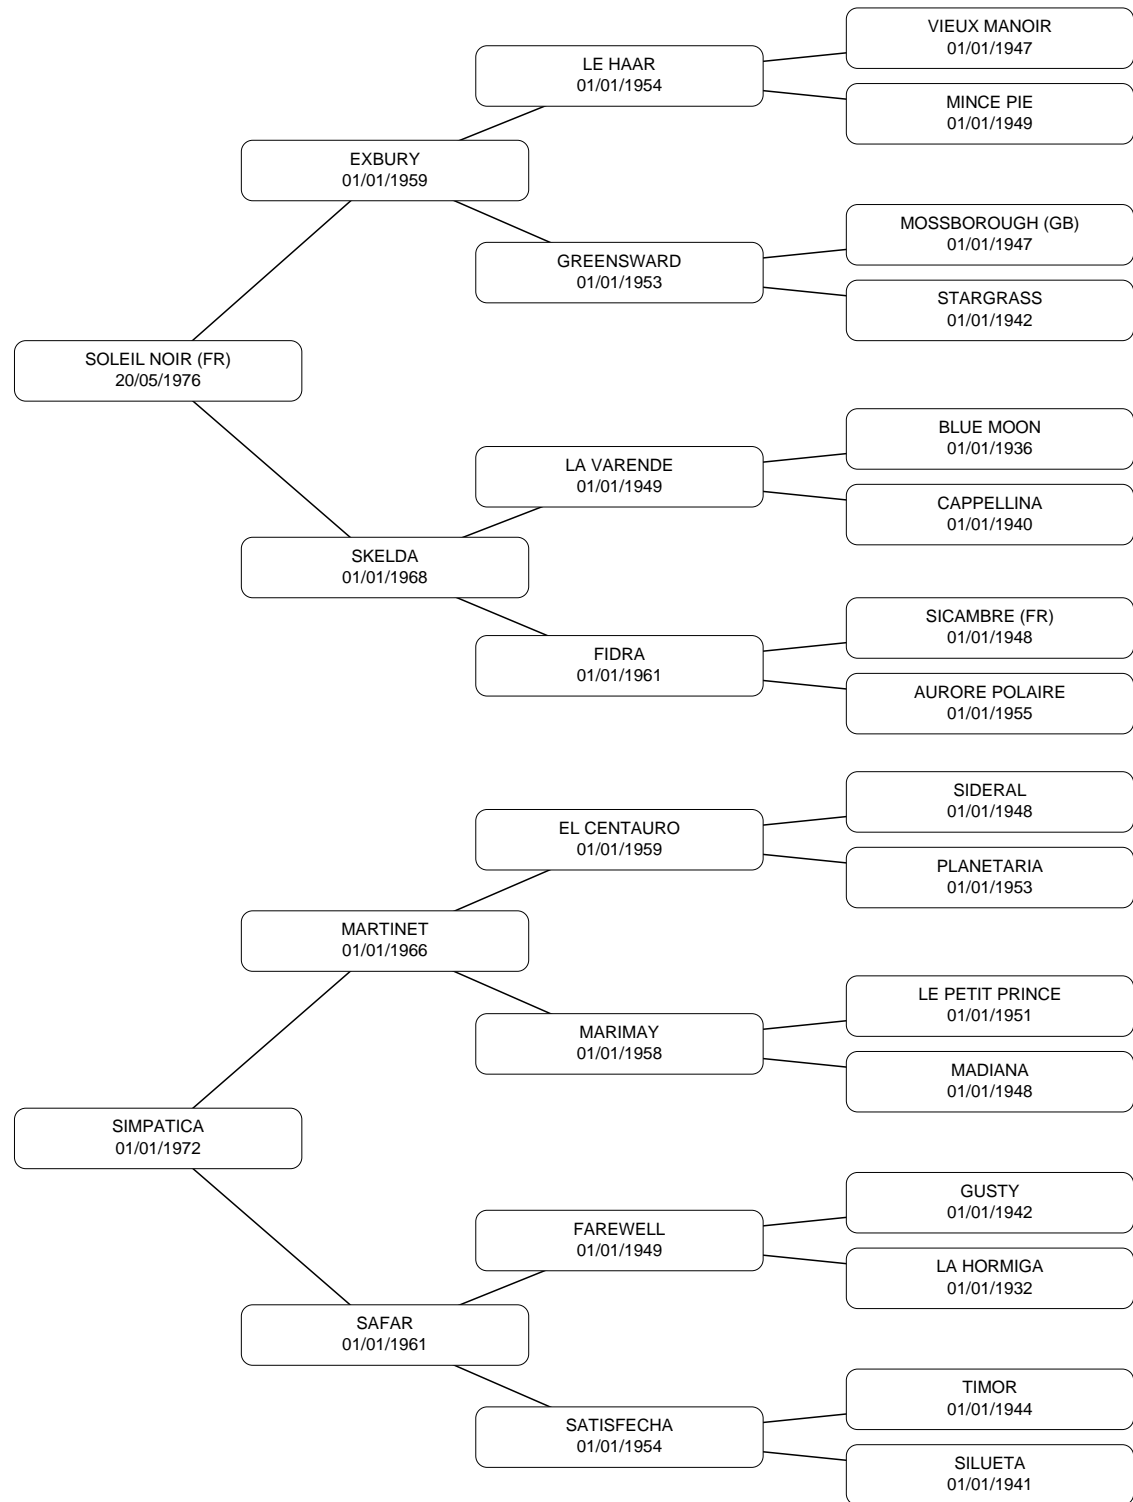 VIEUX MANOIR
01/01/1947
LE HAAR
01/01/1954
MINCE PIE
01/01/1949
EXBURY
01/01/1959
MOSSBOROUGH (GB)
01/01/1947
GREENSWARD
01/01/1953
STARGRASS
01/01/1942
SOLEIL NOIR (FR)
20/05/1976
BLUE MOON
01/01/1936
LA VARENDE
01/01/1949
CAPPELLINA
01/01/1940
SKELDA
01/01/1968
SICAMBRE (FR)
01/01/1948
FIDRA
01/01/1961
AURORE POLAIRE
01/01/1955
SIDERAL
01/01/1948
EL CENTAURO
01/01/1959
PLANETARIA
01/01/1953
MARTINET
01/01/1966
LE PETIT PRINCE
01/01/1951
MARIMAY
01/01/1958
MADIANA
01/01/1948
SIMPATICA
01/01/1972
GUSTY
01/01/1942
FAREWELL
01/01/1949
LA HORMIGA
01/01/1932
SAFAR
01/01/1961
TIMOR
01/01/1944
SATISFECHA
01/01/1954
SILUETA
01/01/1941